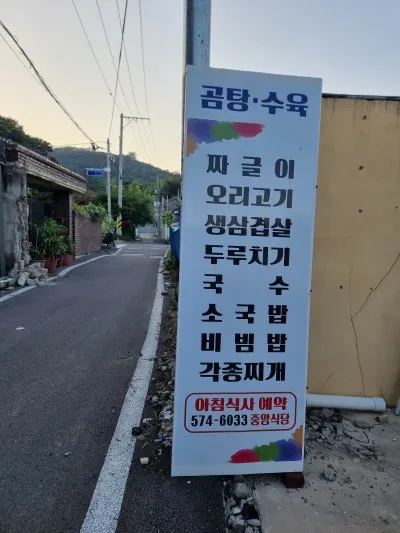 곰탕·수육
짜글이
오리고기
생삼겹살
두루치기
국수
소국밥
비빔밥
각종찌개
아침식사 예약
574-6033 중앙식당